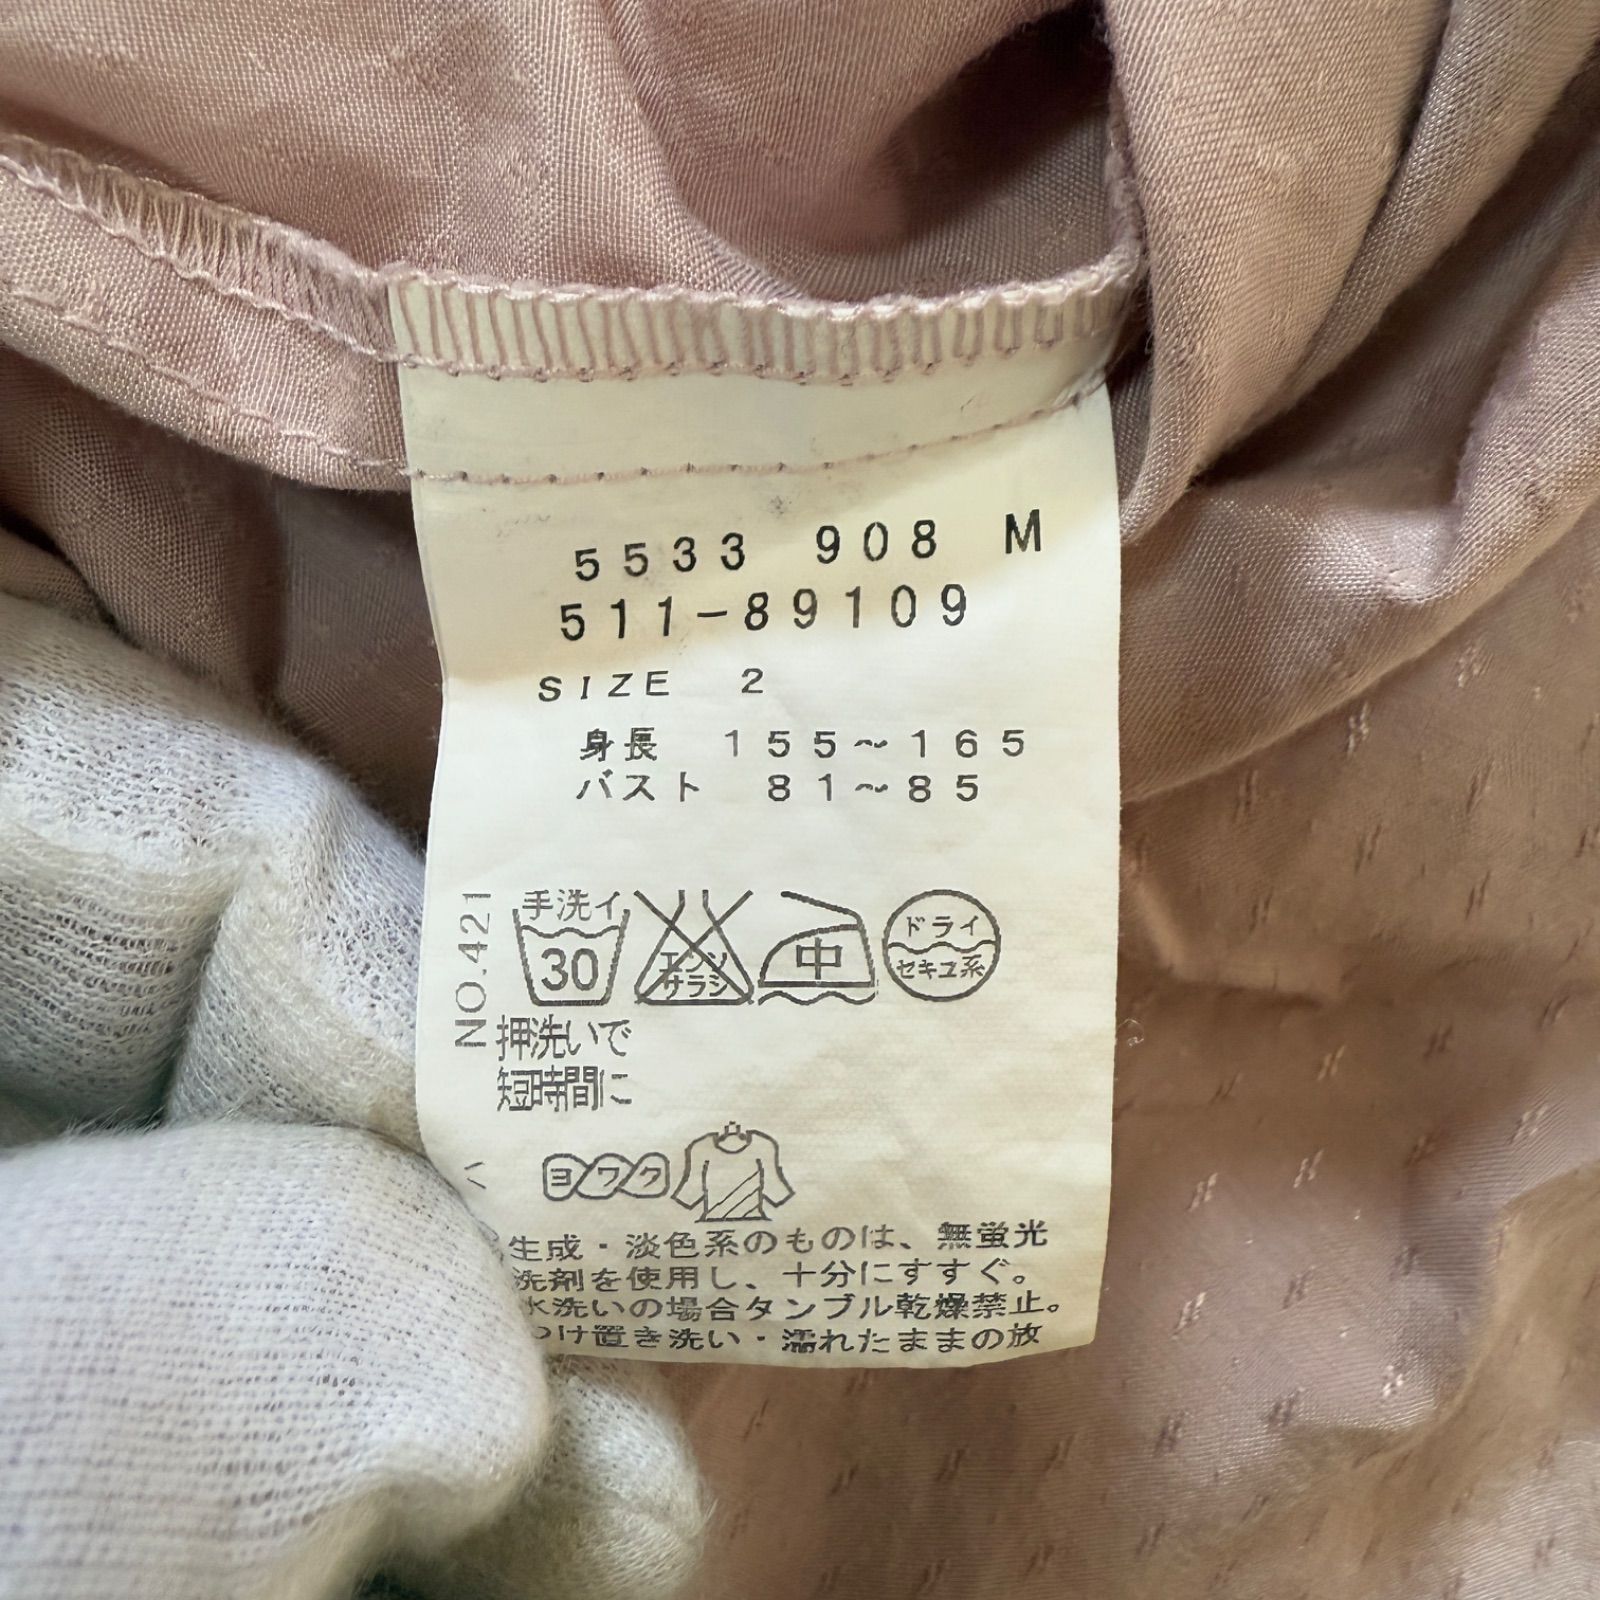 5533 908 M
511-89109
SIZE 2
身長 155～165
バスト 81～85
NO.421
手洗イ
30
エンソ
サラシ
中
ドライ
セキユ系
押洗いで
短時間に
ヨワク
生成・淡色系のものは、無蛍光
洗剤を使用し、十分にすすぐ。
水洗いの場合タンブル乾燥禁止。
つけ置き洗い・濡れたままの放